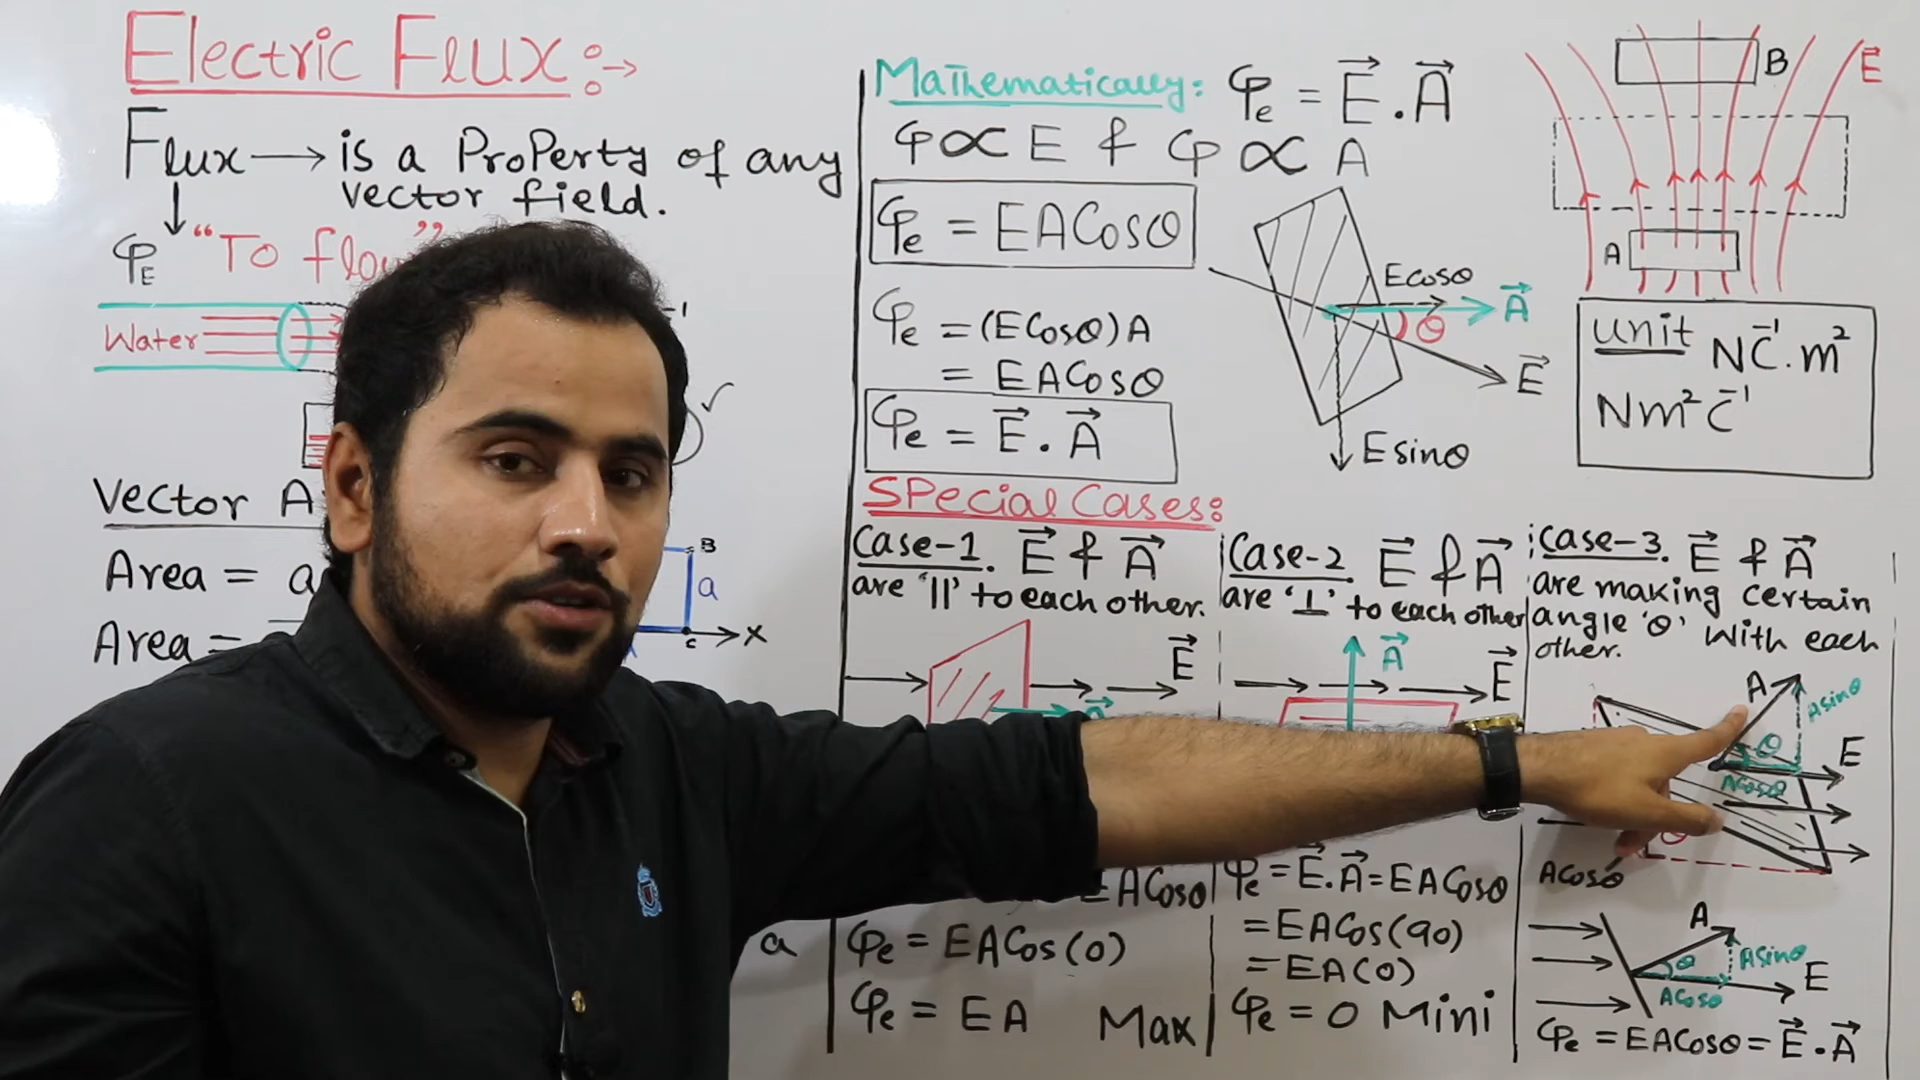 Electric Flux :→
Flux → is a Property of any
vector field.
φE "To flow"
Water
-1
Vector A
Area = a
Area =
B
a
C
X
a
Mathematically: φe = E⃗ . A⃗
φ ∝ E & φ ∝ A
φe = EACosθ
φe = (ECosθ)A
= EACosθ
φe = E⃗ . A⃗
Ecosθ
A⃗
θ
E⃗
Esinθ
B
E⃗
A
unit NC⁻¹.m²
Nm²C⁻¹
Special Cases:
Case-1. E⃗ & A⃗
are '||' to each other.
E⃗
=ACosθ
φe = EACos(0)
φe = EA Max
Case-2 E⃗ & A⃗
are '⊥' to each other
A⃗
E⃗
φe = E⃗.A⃗ = EACosθ
= EACos(90)
= EA(0)
φe = 0 Mini
Case-3. E⃗ & A⃗
are making certain
angle 'θ' With each
other.
A
Asinθ
θ
E
Acosθ
θ
Acosθ
A
Asinθ
θ
E
Acosθ
φe = EACosθ = E⃗ . A⃗